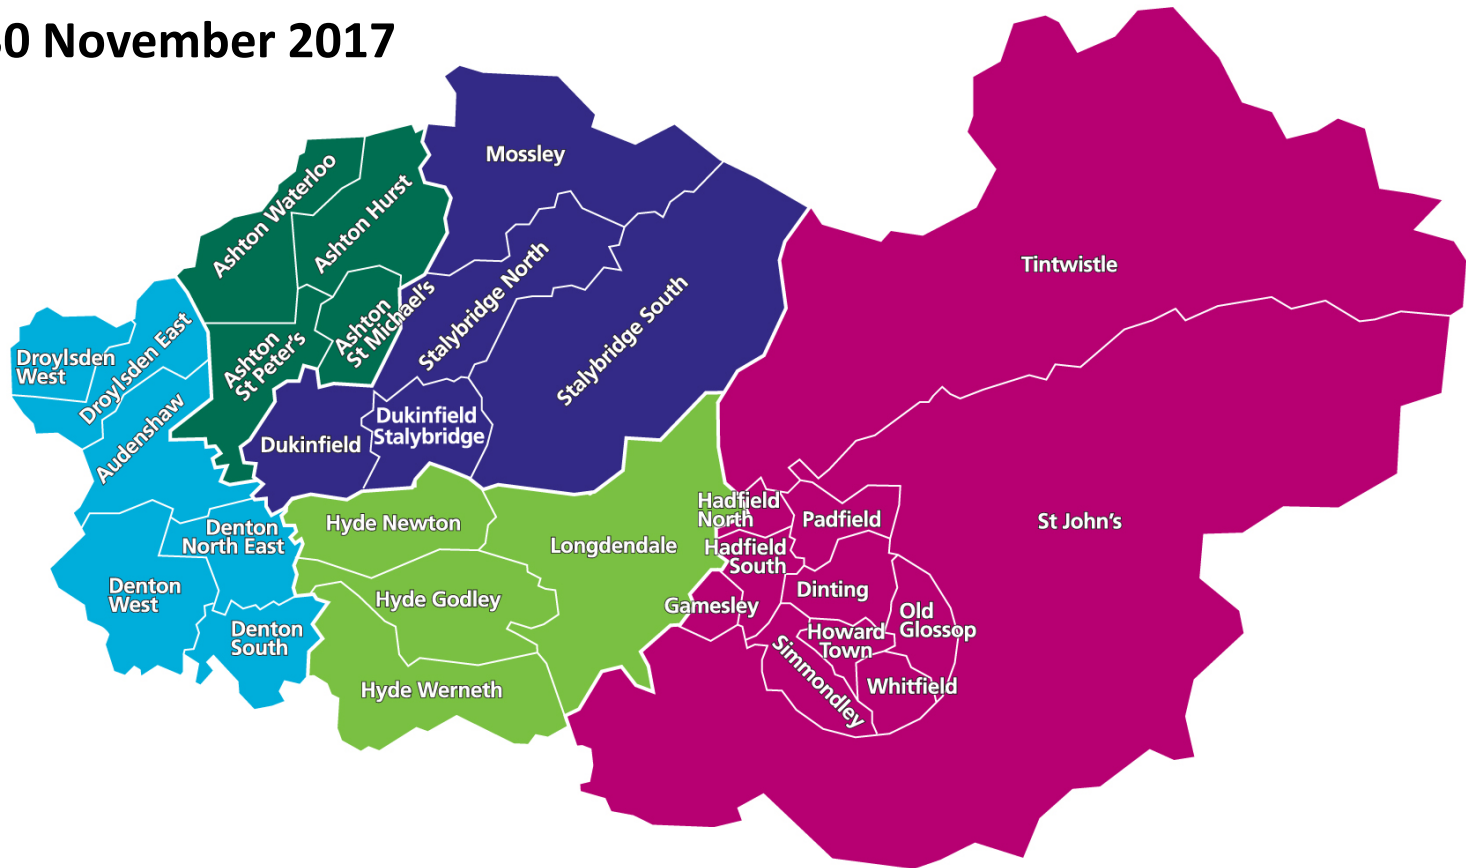 30 November 2017
Mossley
Ashton Waterloo
Ashton Hurst
Tintwistle
Stalybridge North
Ashton
St Michael's
Stalybridge South
Droylsden
West
Droylsden East
Ashton
St Peter's
Audenshaw
Dukinfield
Dukinfield
Stalybridge
Hadfield
North
Padfield
St John's
Hyde Newton
Denton
North East
Longdendale
Hadfield
South
Denton
West
Hyde Godley
Gamesley
Dinting
Old
Glossop
Denton
South
Howard
Town
Simmondley
Whitfield
Hyde Werneth